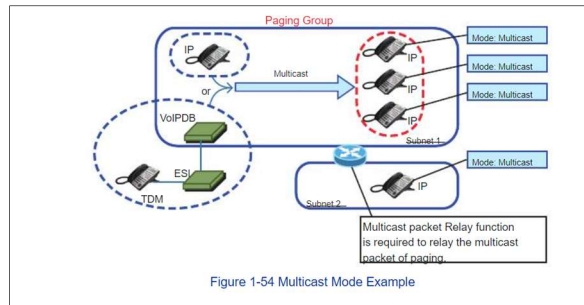 Paging Group
IP
Mode: Multicast
IP
Multicast
Mode: Multicast
IP
or
Mode: Multicast
VoIPDB
IP
Subnet 1
ESI
Mode: Multicast
IP
TDM
Subnet 2
Multicast packet Relay function
is required to relay the multicast
packet of paging.
Figure 1-54 Multicast Mode Example